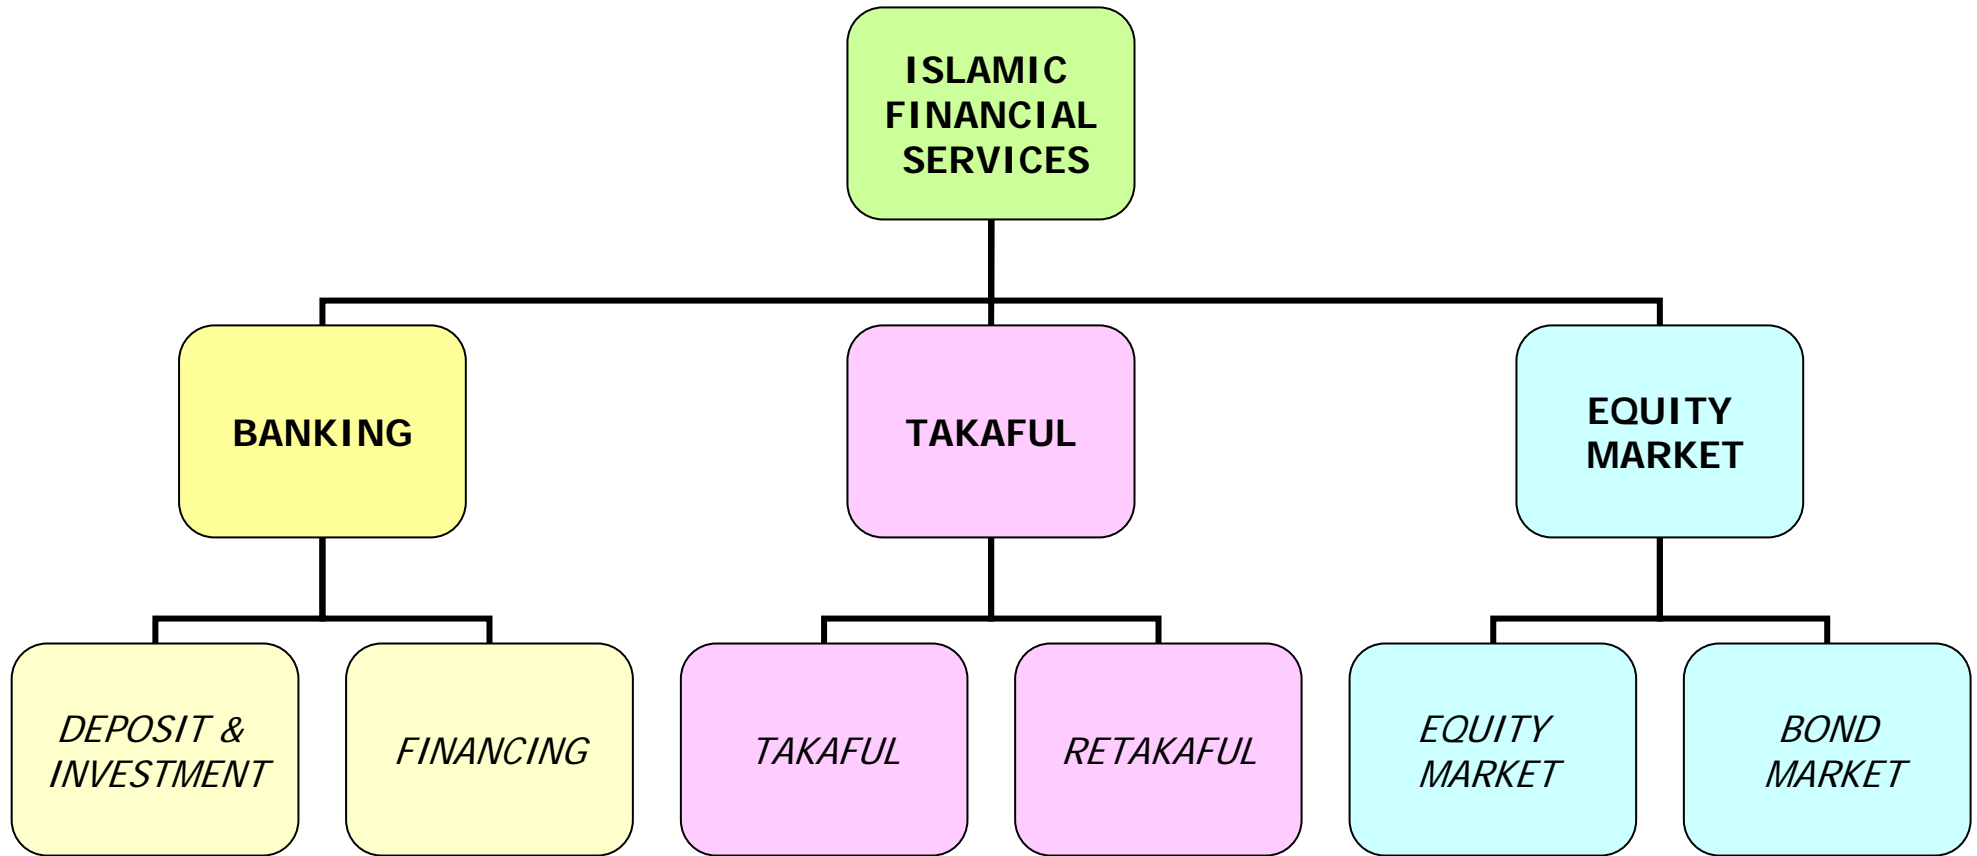 ISLAMIC
FINANCIAL
SERVICES
BANKING
TAKAFUL
EQUITY
MARKET
DEPOSIT &
INVESTMENT
FINANCING
TAKAFUL
RETAKAFUL
EQUITY
MARKET
BOND
MARKET